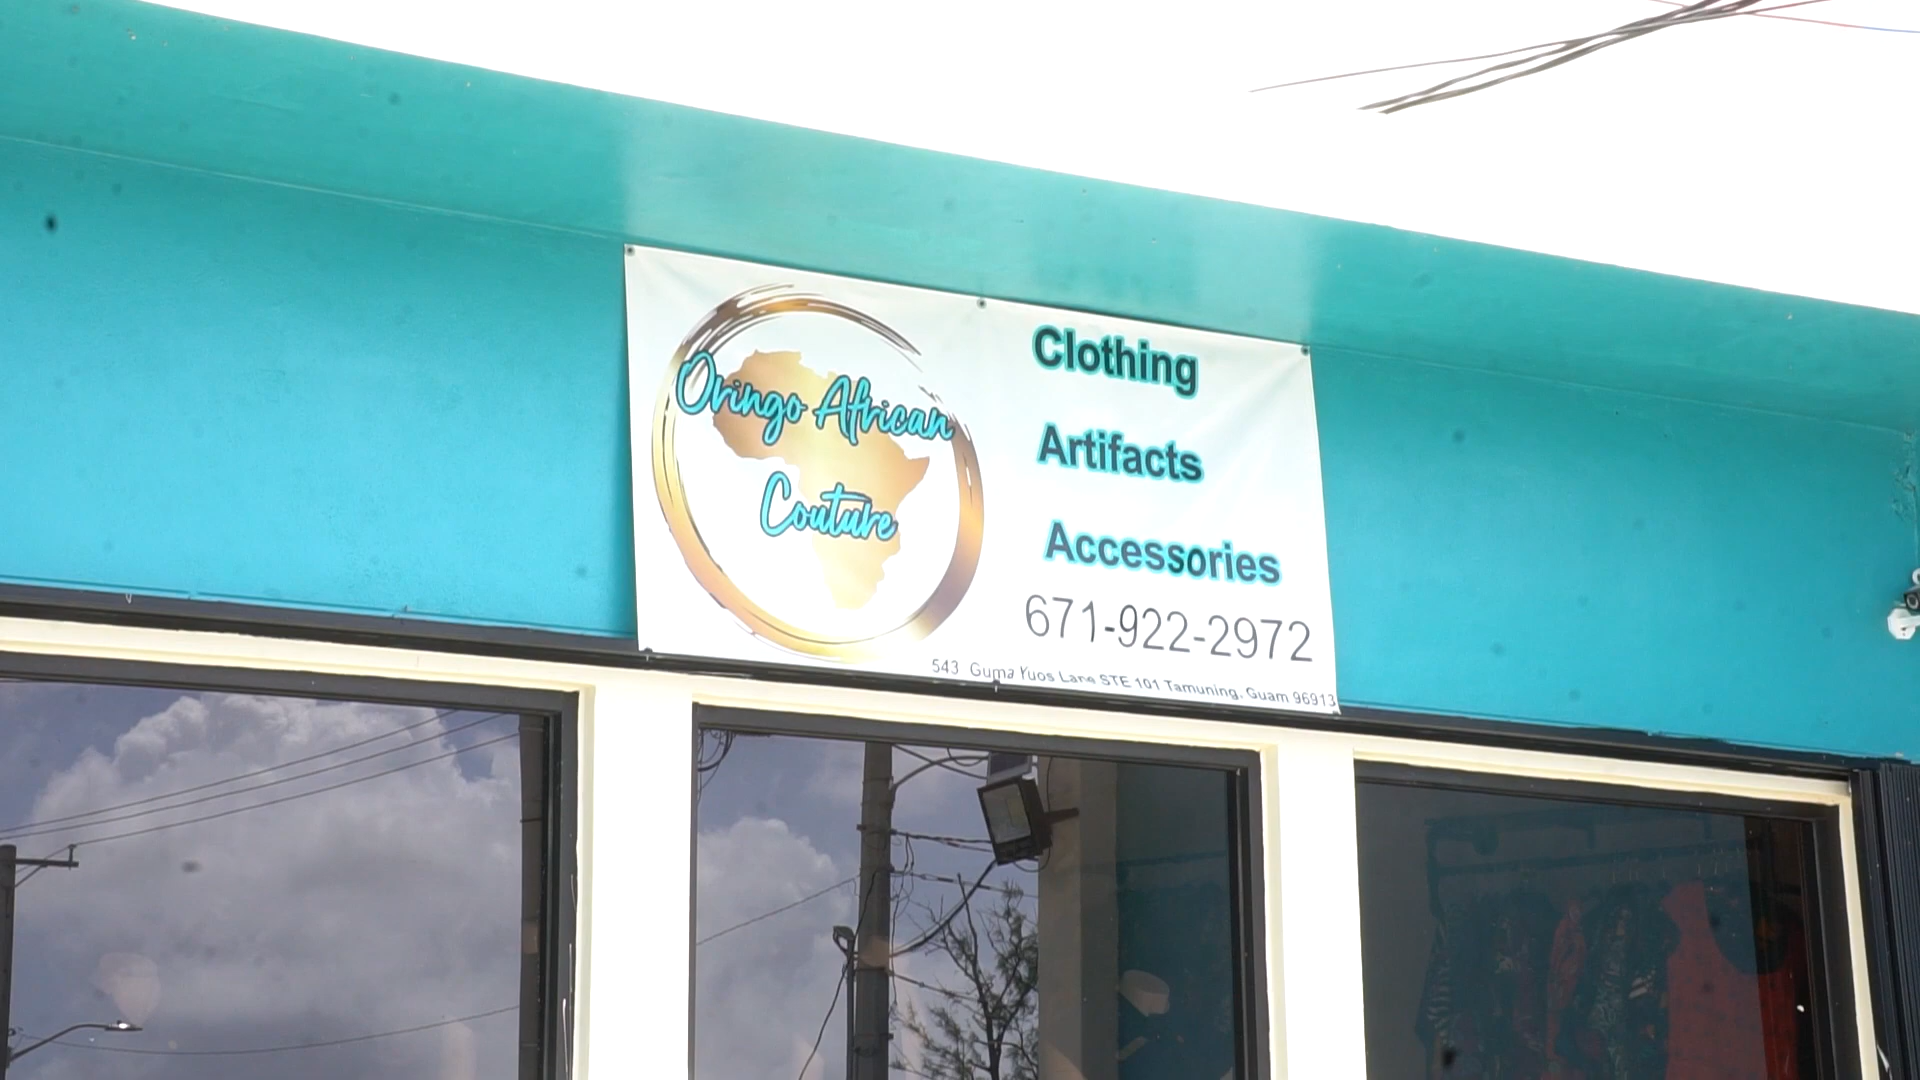 Oringo African
Couture
Clothing
Artifacts
Accessories
671-922-2972
543 Guma Yuos Lane STE 101 Tamuning, Guam 96913